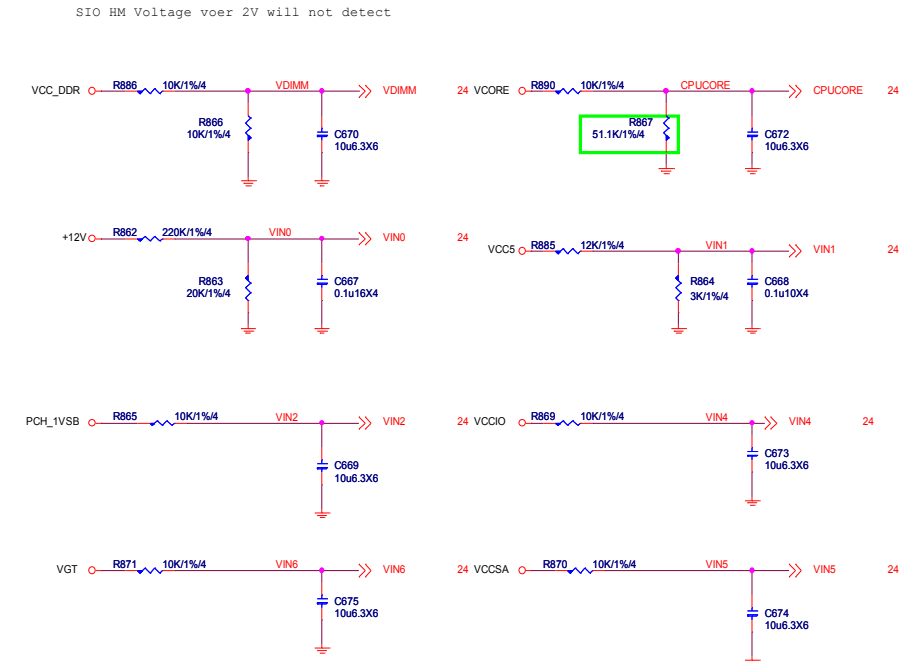 SIO HM Voltage voer 2V will not detect
VCC_DDR R886 10K/1%/4 VDIMM VDIMM 24
R866
10K/1%/4
C670
10u6.3X6
VCORE R890 10K/1%/4 CPUCORE CPUCORE 24
R867
51.1K/1%/4
C672
10u6.3X6
+12V R862 220K/1%/4 VIN0 VIN0 24
R863
20K/1%/4
C667
0.1u16X4
VCC5 R885 12K/1%/4 VIN1 VIN1 24
R864
3K/1%/4
C668
0.1u10X4
PCH_1VSB R865 10K/1%/4 VIN2 VIN2 24
C669
10u6.3X6
VCCIO R869 10K/1%/4 VIN4 VIN4 24
C673
10u6.3X6
VGT R871 10K/1%/4 VIN6 VIN6 24
C675
10u6.3X6
VCCSA R870 10K/1%/4 VIN5 VIN5 24
C674
10u6.3X6